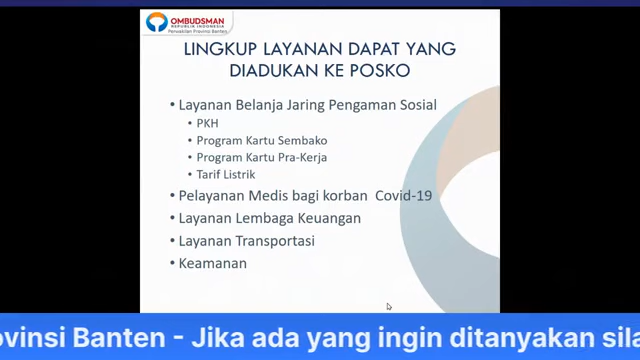 OMBUDSMAN
REPUBLIK INDONESIA
Perwakilan Provinsi Banten
LINGKUP LAYANAN DAPAT YANG
DIADUKAN KE POSKO
• Layanan Belanja Jaring Pengaman Sosial
• PKH
• Program Kartu Sembako
• Program Kartu Pra-Kerja
• Tarif Listrik
• Pelayanan Medis bagi korban Covid-19
• Layanan Lembaga Keuangan
• Layanan Transportasi
• Keamanan
ovinsi Banten - Jika ada yang ingin ditanyakan sila